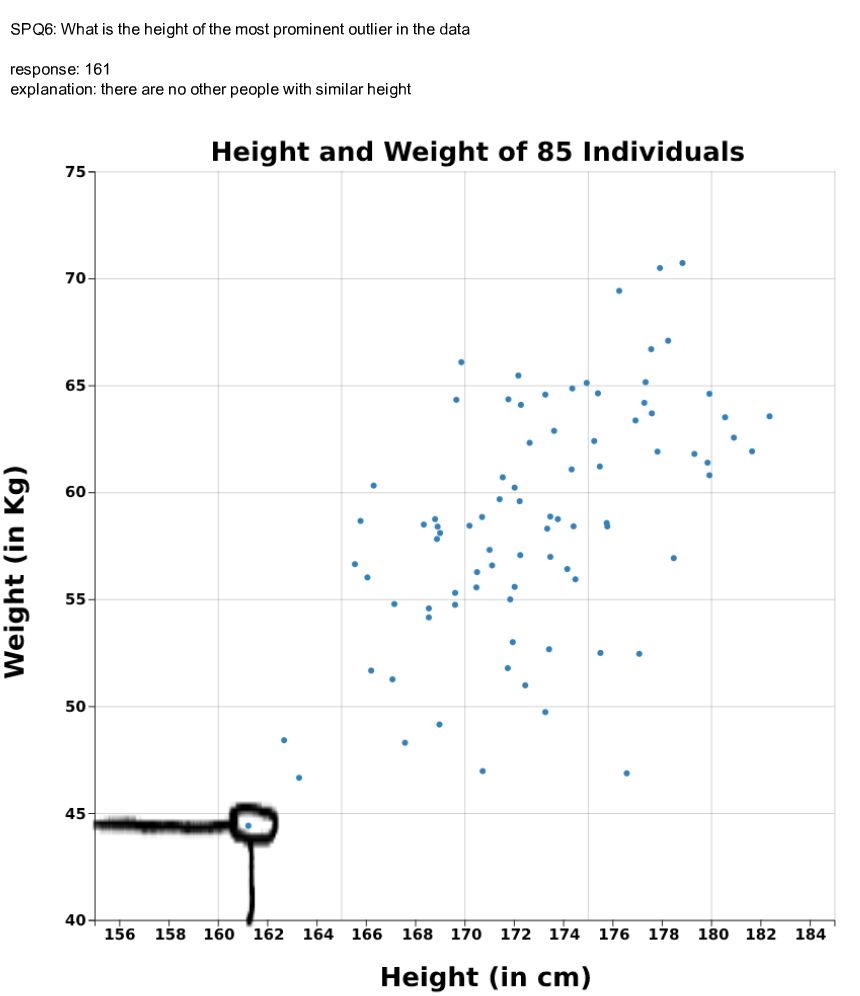 SPQ6: What is the height of the most prominent outlier in the data
response: 161
explanation: there are no other people with similar height
Height and Weight of 85 Individuals
75
70
65
60
55
50
45
40
Weight (in Kg)
156 158 160 162 164 166 168 170 172 174 176 178 180 182 184
Height (in cm)